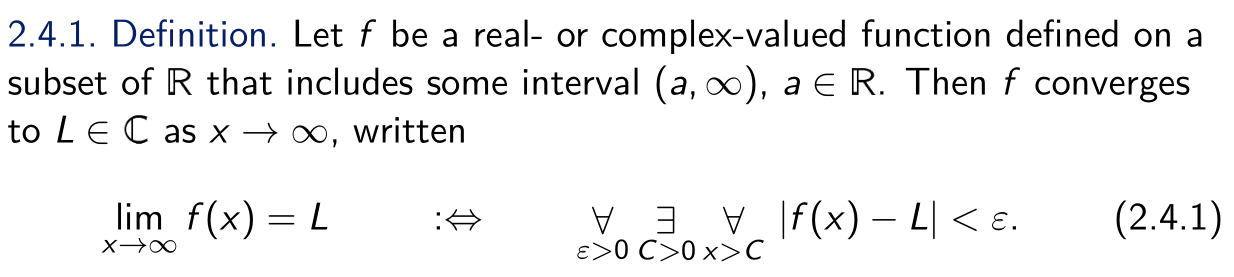 2.4.1. Definition. Let f be a real- or complex-valued function defined on a
subset of ℝ that includes some interval (a, ∞), a ∈ ℝ. Then f converges
to L ∈ ℂ as x → ∞, written
lim_{x→∞} f(x) = L :⇔ ∀_{ε>0} ∃_{C>0} ∀_{x>C} |f(x) − L| < ε. (2.4.1)